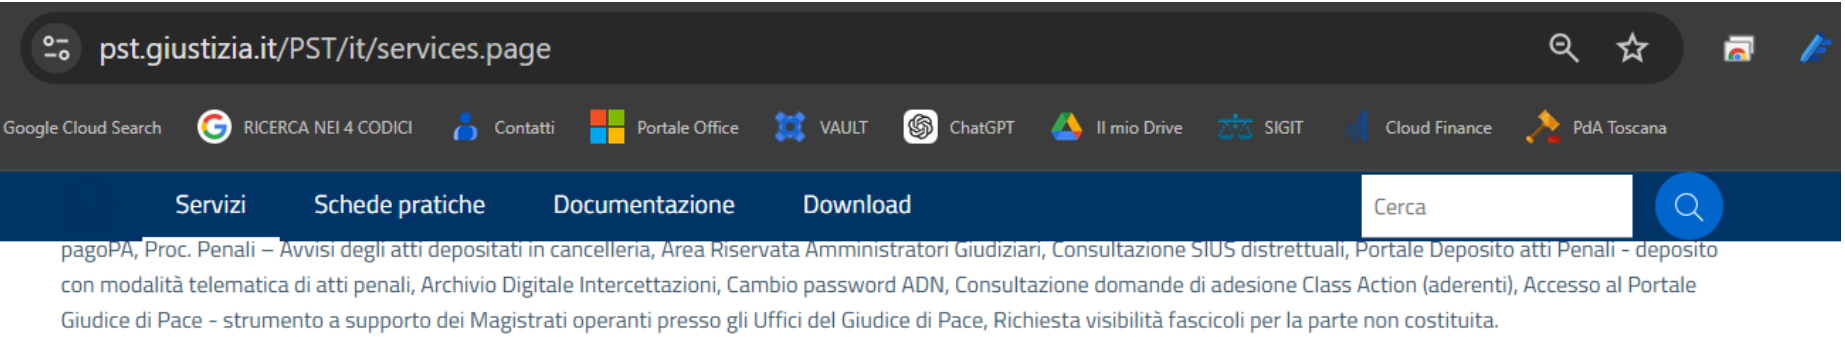 pst.giustizia.it/PST/it/services.page
Google Cloud Search RICERCA NEI 4 CODICI Contatti Portale Office VAULT ChatGPT Il mio Drive SIGIT Cloud Finance PdA Toscana
Servizi Schede pratiche Documentazione Download Cerca
pagoPA, Proc. Penali – Avvisi degli atti depositati in cancelleria, Area Riservata Amministratori Giudiziari, Consultazione SIUS distrettuali, Portale Deposito atti Penali - deposito
con modalità telematica di atti penali, Archivio Digitale Intercettazioni, Cambio password ADN, Consultazione domande di adesione Class Action (aderenti), Accesso al Portale
Giudice di Pace - strumento a supporto dei Magistrati operanti presso gli Uffici del Giudice di Pace, Richiesta visibilità fascicoli per la parte non costituita.